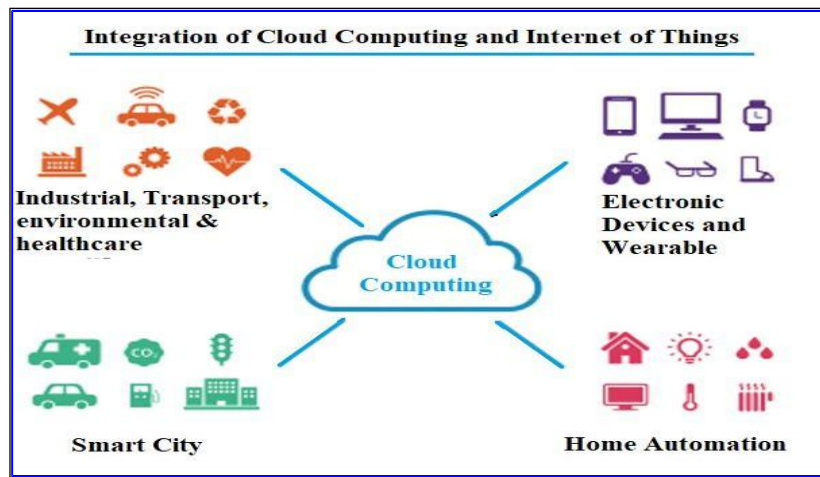 Integration of Cloud Computing and Internet of Things
Industrial, Transport,
environmental &
healthcare
Electronic
Devices and
Wearable
Cloud
Computing
CO₂
Smart City
Home Automation